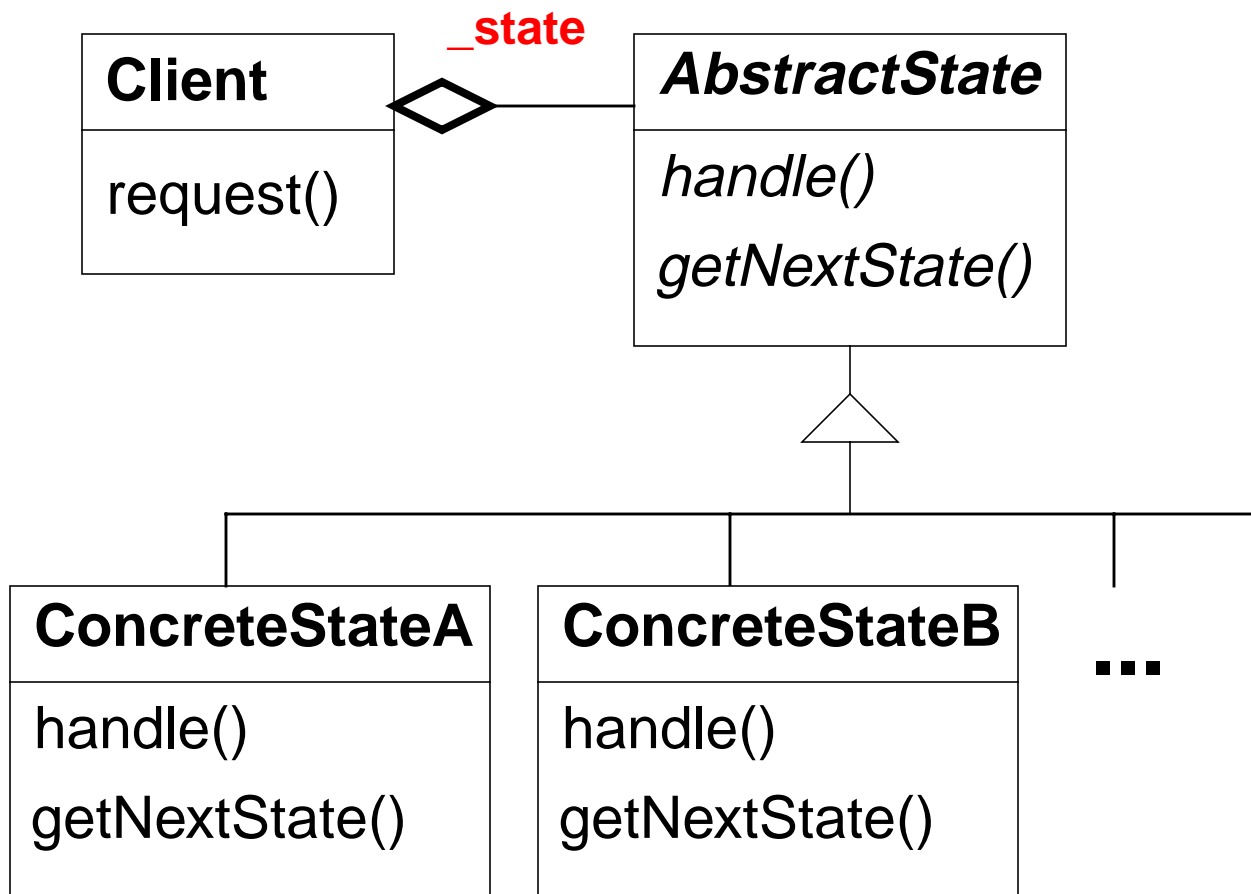 _state
Client
request()
AbstractState
handle()
getNextState()
ConcreteStateA
handle()
getNextState()
ConcreteStateB
handle()
getNextState()
...